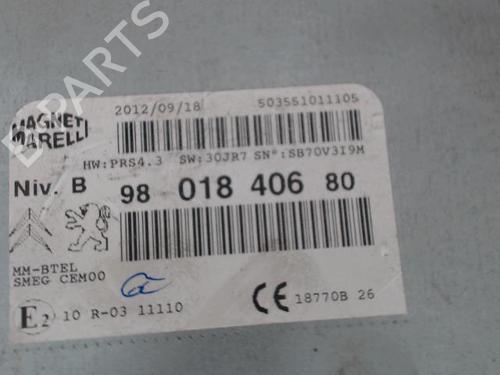 B PARTS
2012/09/18 503551011105
MAGNETI MARELLI
HW:PRS4.3 SW:30JR7 SN°:SB70V3I9M
Niv. B 98 018 406 80
MM-BTEL
SMEG CEM00
E2 10 R-03 11110 CE 18770B 26